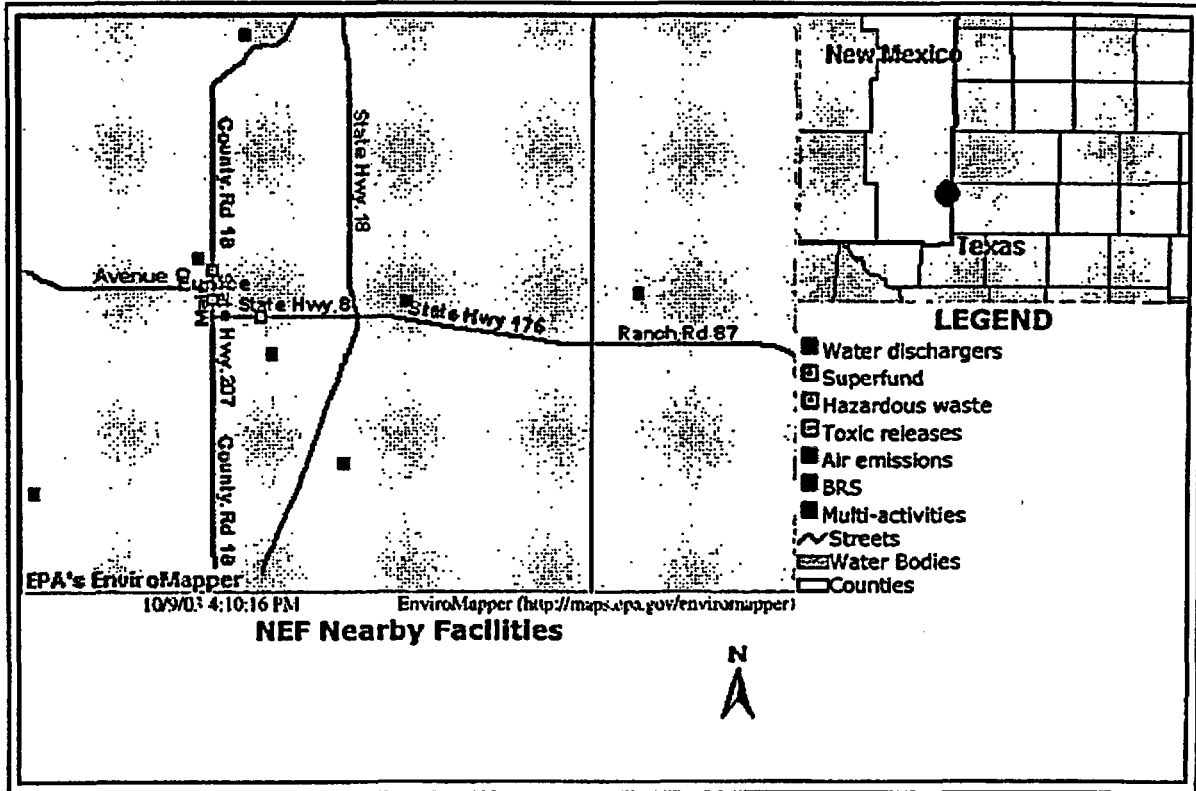 New Mexico
Texas
County Rd 18
State Hwy. 18
Avenue
State Hwy. 8
State Hwy 176
Ranch Rd 87
Hwy. 207
County Rd 18
LEGEND
Water dischargers
Superfund
Hazardous waste
Toxic releases
Air emissions
BRS
Multi-activities
Streets
Water Bodies
Counties
EPA's EnviroMapper
10/9/03 4:10:16 PM
EnviroMapper (http://maps.epa.gov/enviromapper)
NEF Nearby Facilities
N